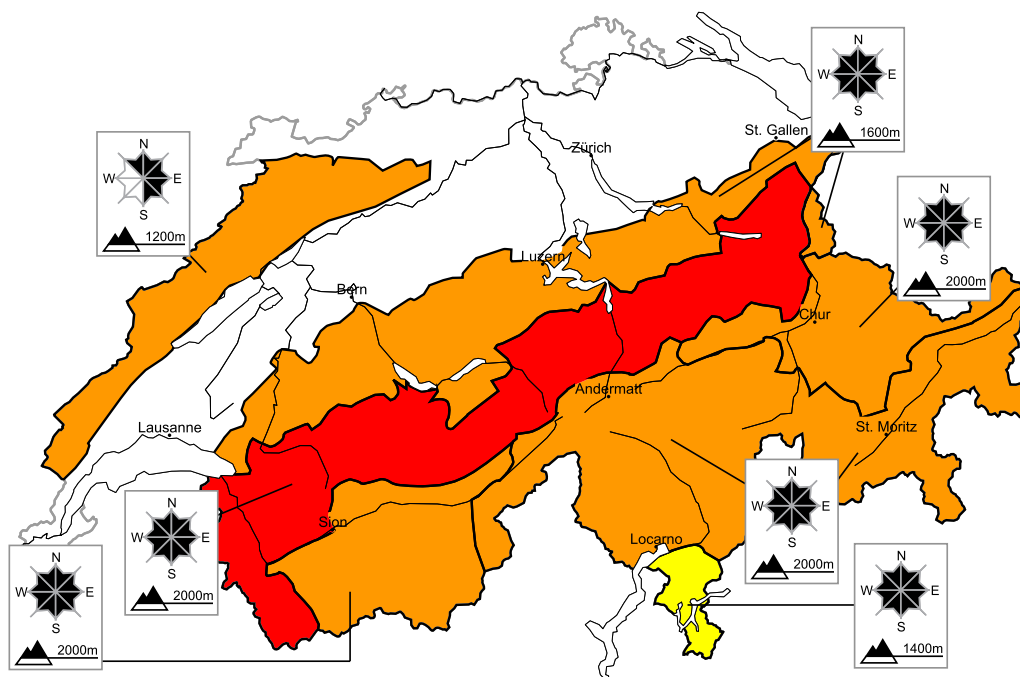 N
W E
S
1600m
St. Gallen
Zürich
N
W E
S
1200m
N
W E
S
2000m
Luzern
Bern
Chur
Andermatt
Lausanne
St. Moritz
N
W E
S
2000m
N
W E
S
2000m
Sion
Locarno
N
W E
S
2000m
N
W E
S
1400m